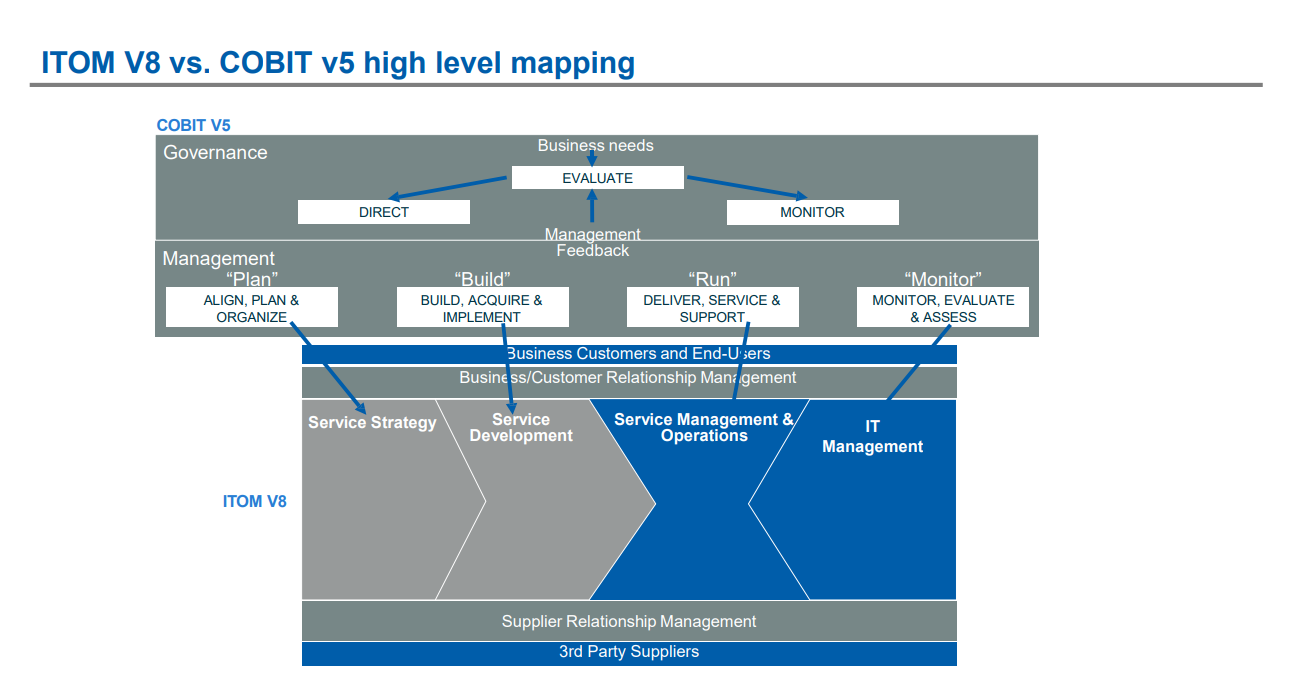 ITOM V8 vs. COBIT v5 high level mapping
COBIT V5
Governance
Business needs
EVALUATE
DIRECT
MONITOR
Management
Feedback
Management
“Plan”
“Build”
“Run”
“Monitor”
ALIGN, PLAN &
ORGANIZE
BUILD, ACQUIRE &
IMPLEMENT
DELIVER, SERVICE &
SUPPORT
MONITOR, EVALUATE
& ASSESS
Business Customers and End-Users
Business/Customer Relationship Management
Service Strategy
Service
Development
Service Management &
Operations
IT
Management
ITOM V8
Supplier Relationship Management
3rd Party Suppliers